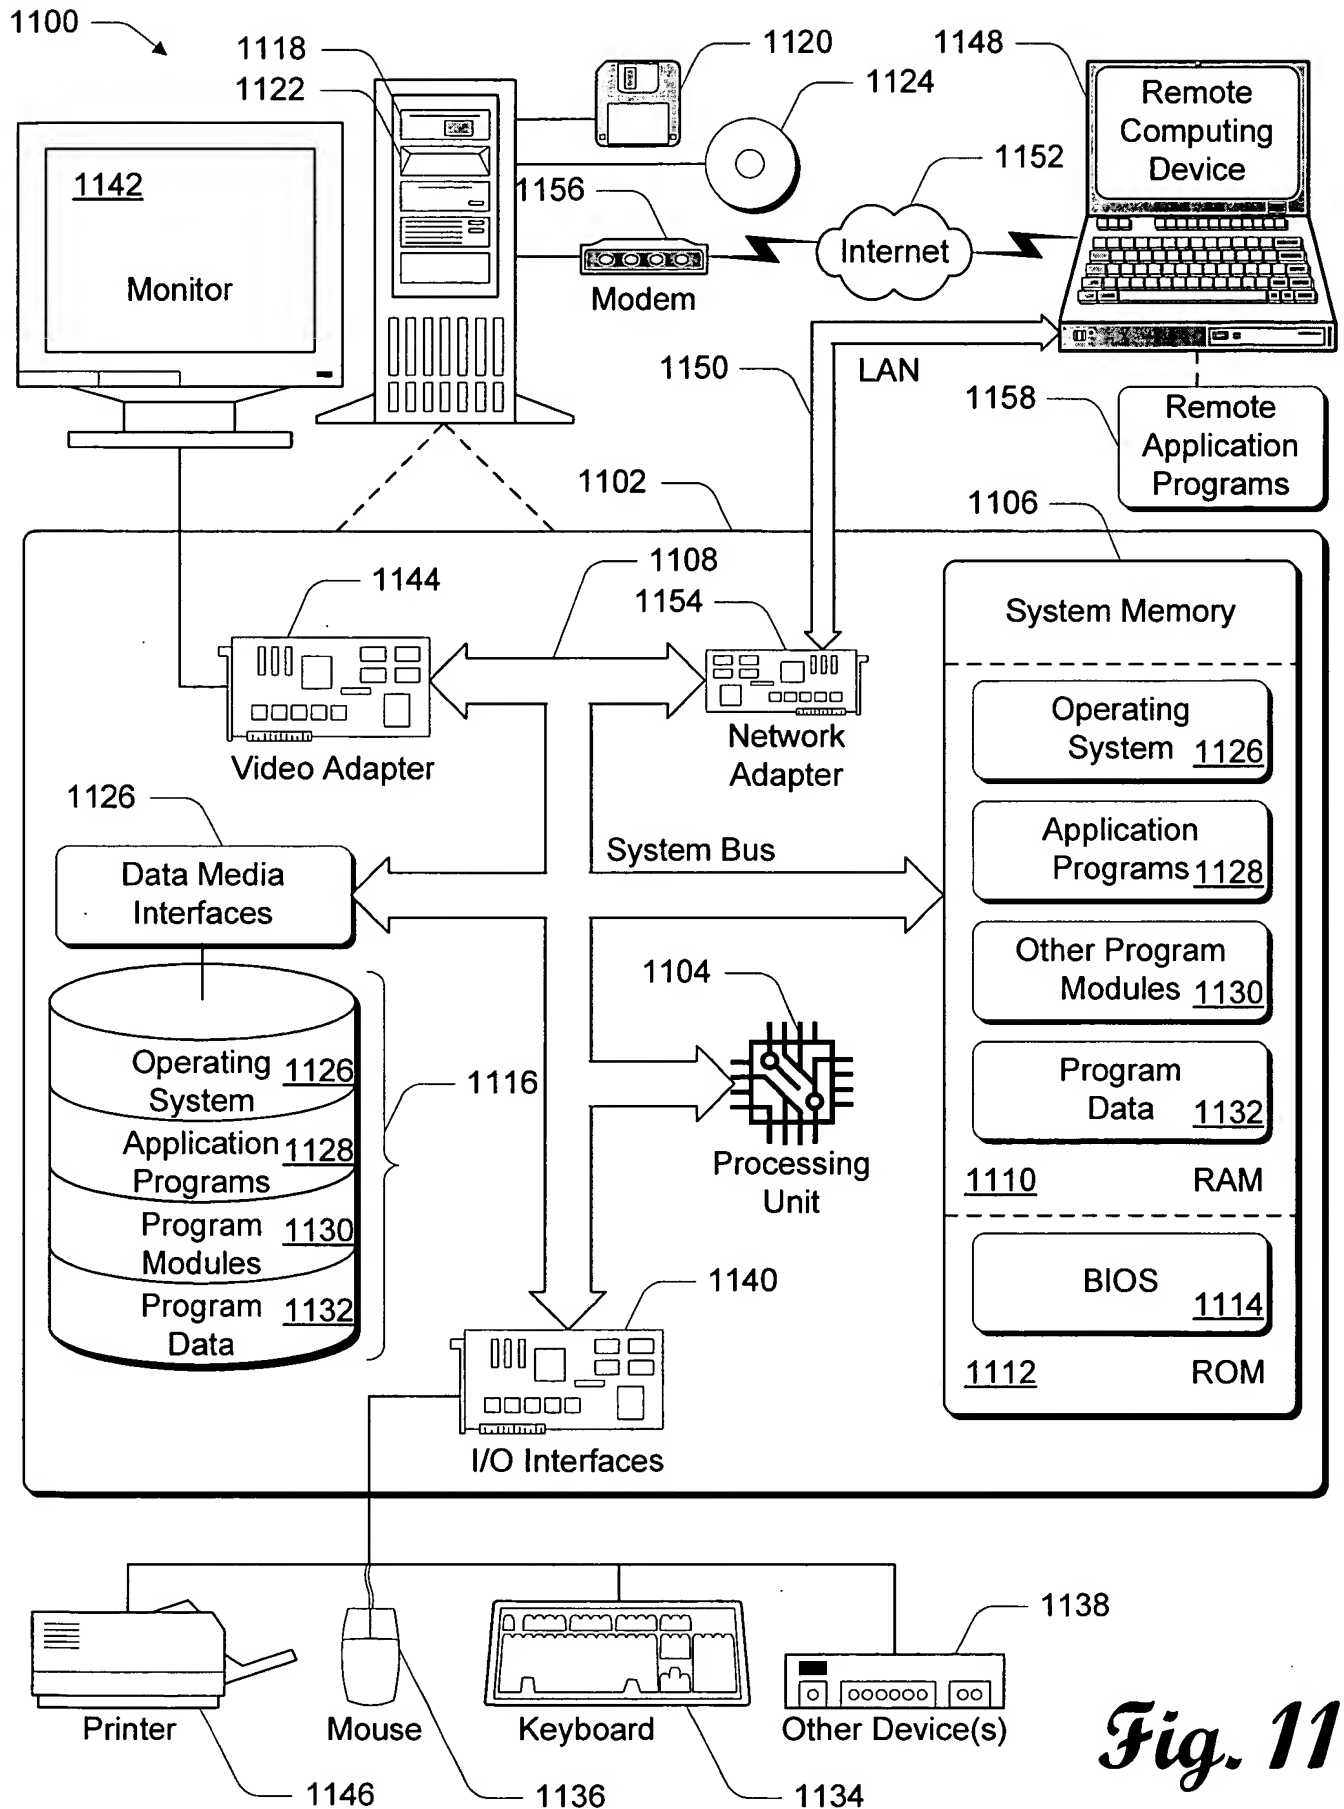 1100
1118
1122
1120
1124
1148
Remote
Computing
Device
1142
Monitor
1156
Modem
1152
Internet
1150
LAN
1158
Remote
Application
Programs
1102
1106
1108
1144
1154
System Memory
Video Adapter
Network
Adapter
Operating
System 1126
1126
Data Media
Interfaces
System Bus
Application
Programs 1128
Other Program
Modules 1130
1104
Processing
Unit
Program
Data 1132
1110 RAM
Operating
System 1126
1116
Application
Programs 1128
Program
Modules 1130
Program
Data 1132
1140
I/O Interfaces
BIOS 1114
1112 ROM
1138
Printer
Mouse
Keyboard
Other Device(s)
1146
1136
1134
Fig. 11